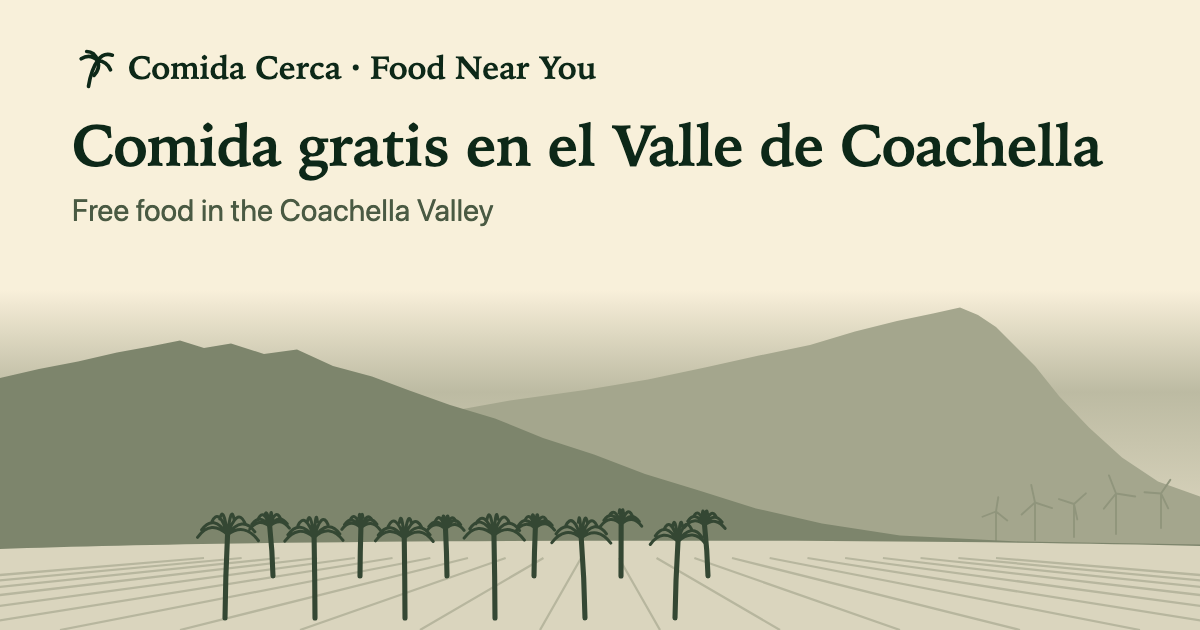 Comida Cerca · Food Near You
Comida gratis en el Valle de Coachella
Free food in the Coachella Valley